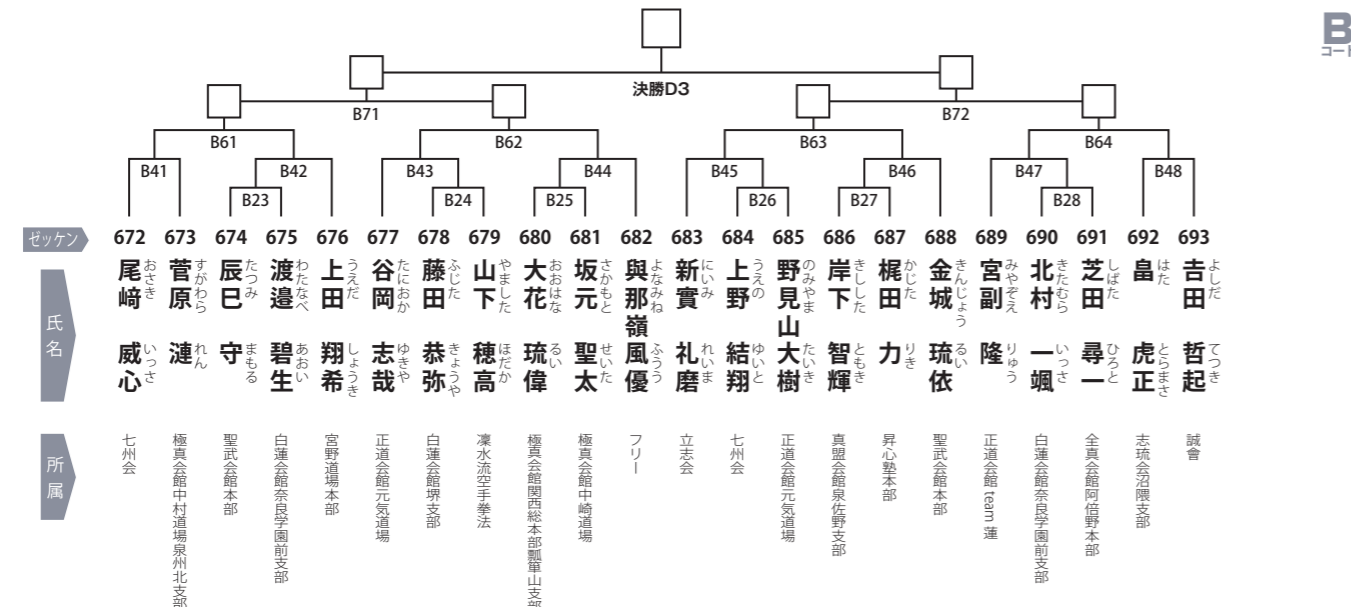 B
コート
決勝D3
B71
B72
B61
B62
B63
B64
B41
B42
B43
B44
B45
B46
B47
B48
B23
B24
B25
B26
B27
B28
ゼッケン
672 673 674 675 676 677 678 679 680 681 682 683 684 685 686 687 688 689 690 691 692 693
氏名
尾﨑 威心
おさき いっさ
菅原 漣
すがわら れん
辰巳 守
たつみ まもる
渡邉 碧生
わたなべ あおい
上田 翔希
うえだ しょうき
谷岡 志哉
たにおか ゆきや
藤田 恭弥
ふじた きょうや
山下 穂高
やました ほだか
大花 琉偉
おおはな るい
坂元 聖太
さかもと せいた
與那嶺 風優
よなみね ふうう
新實 礼磨
にいみ れいま
上野 結翔
うえの ゆいと
野見山 大樹
のみやま たいき
岸下 智輝
きしした ともき
梶田 力
かじた りき
金城 琉依
きんじょう るい
宮副 隆
みやぞえ りゅう
北村 一颯
きたむら いっさ
芝田 尋一
しばた ひろと
畠 虎正
はた とらまさ
𠮷田 哲起
よしだ てつき
所属
七州会
極真会館中村道場泉州北支部
聖武会館本部
白蓮会館奈良学園前支部
宮野道場本部
正道会館元気道場
白蓮会館堺支部
凜水流空手拳法
極真会館関西総本部瓢箪山支部
極真会館中崎道場
フリー
立志会
七州会
正道会館元気道場
真盟会館泉佐野支部
昇心塾本部
聖武会館本部
正道会館 team 蓮
白蓮会館奈良学園前支部
全真会館阿倍野本部
志琉会沼隈支部
誠會